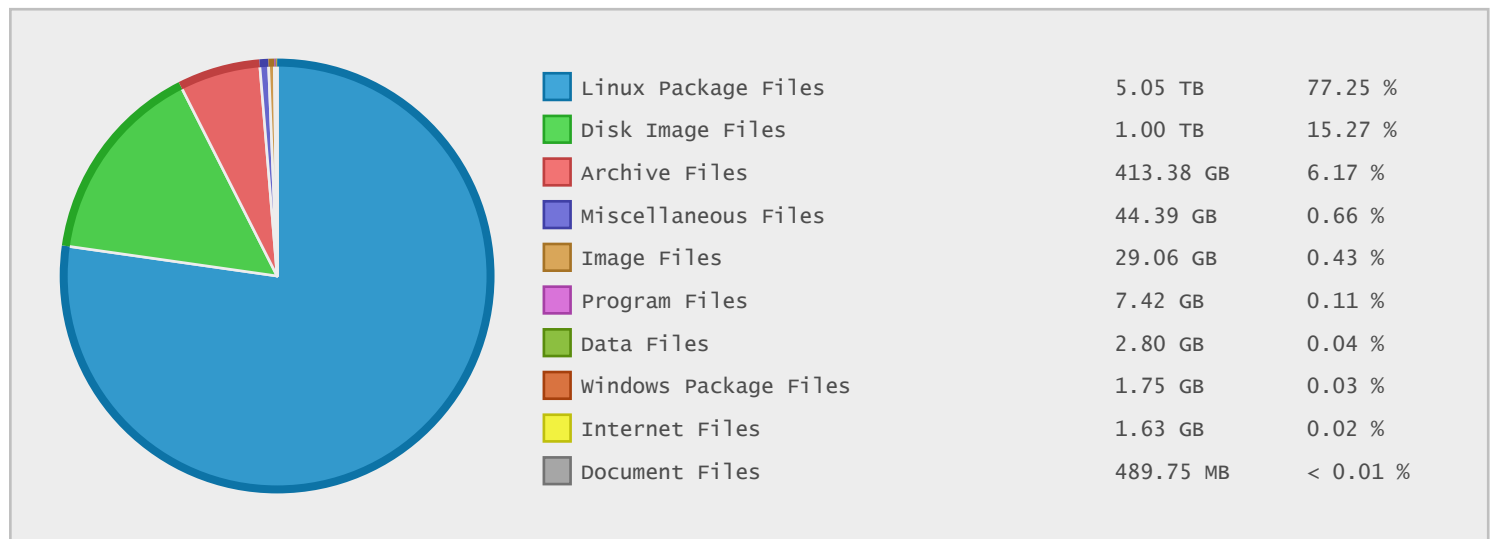 Linux Package Files 5.05 TB 77.25 %
Disk Image Files 1.00 TB 15.27 %
Archive Files 413.38 GB 6.17 %
Miscellaneous Files 44.39 GB 0.66 %
Image Files 29.06 GB 0.43 %
Program Files 7.42 GB 0.11 %
Data Files 2.80 GB 0.04 %
Windows Package Files 1.75 GB 0.03 %
Internet Files 1.63 GB 0.02 %
Document Files 489.75 MB < 0.01 %